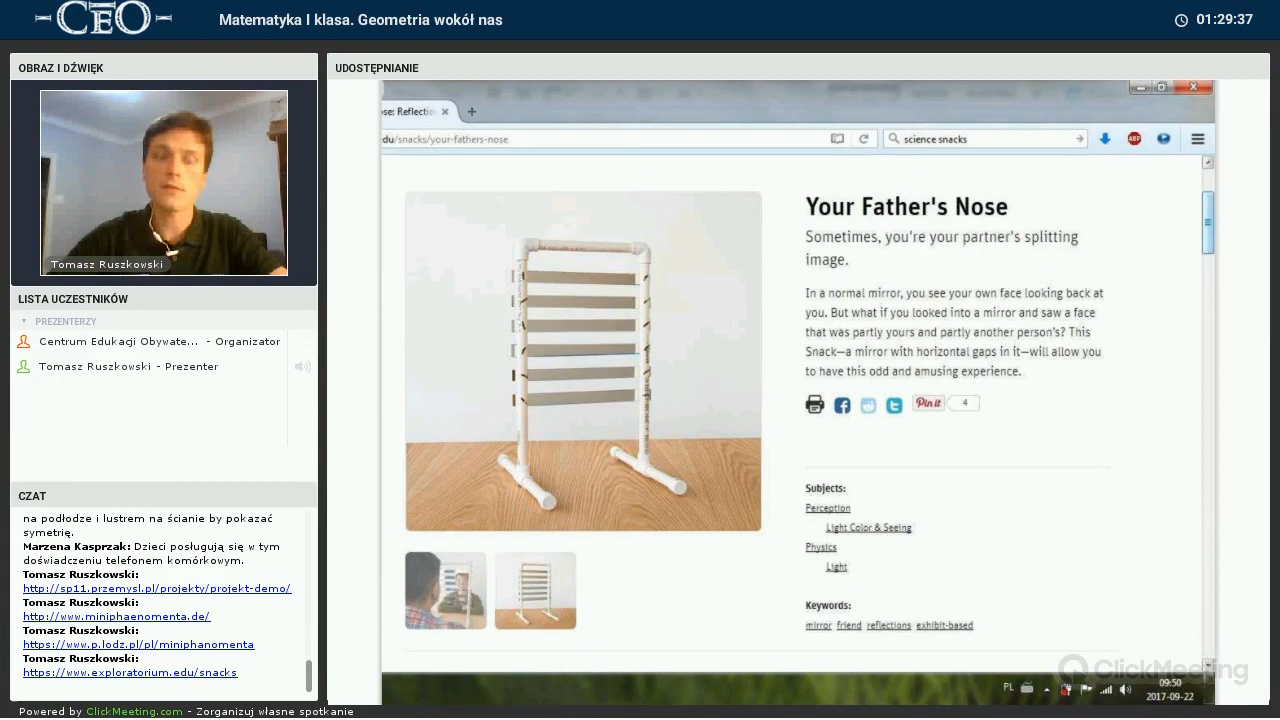 CEO
Matematyka I klasa. Geometria wokół nas
01:29:37
OBRAZ I DŹWIĘK
Tomasz Ruszkowski
LISTA UCZESTNIKÓW
PREZENTERZY
Centrum Edukacji Obywate... - Organizator
Tomasz Ruszkowski - Prezenter
CZAT
na podłodze i lustrem na ścianie by pokazać
symetrię.
Marzena Kasprzak: Dzieci posługują się w tym
doświadczeniu telefonem komórkowym.
Tomasz Ruszkowski:
http://sp11.przemysl.pl/projekty/projekt-demo/
Tomasz Ruszkowski:
http://www.miniphaenomenta.de/
Tomasz Ruszkowski:
https://www.p.lodz.pl/pl/miniphanomenta
Tomasz Ruszkowski:
https://www.exploratorium.edu/snacks
UDOSTĘPNIANIE
ose: Reflectio
du/snacks/your-fathers-nose
science snacks
ABP
Your Father's Nose
Sometimes, you're your partner's splitting
image.
In a normal mirror, you see your own face looking back at
you. But what if you looked into a mirror and saw a face
that was partly yours and partly another person's? This
Snack—a mirror with horizontal gaps in it—will allow you
to have this odd and amusing experience.
Pin it 4
Subjects:
Perception
Light Color & Seeing
Physics
Light
Keywords:
mirror friend reflections exhibit-based
ClickMeeting
PL
09:50
2017-09-22
Powered by ClickMeeting.com - Zorganizuj własne spotkanie